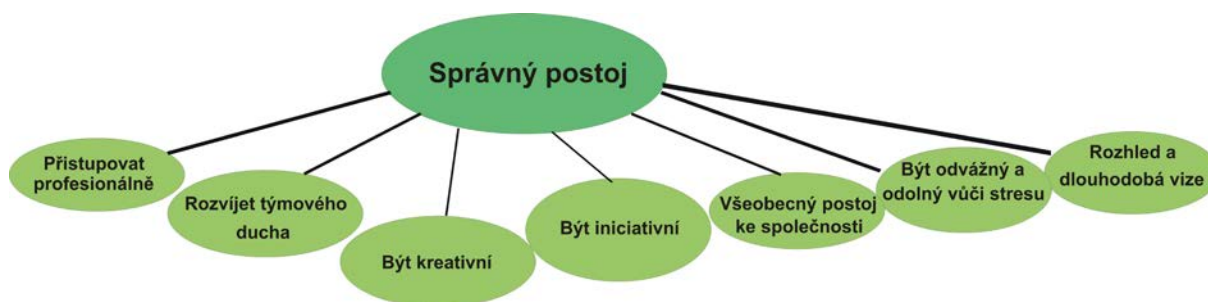 Správný postoj
Přistupovat
profesionálně
Rozvíjet týmového
ducha
Být kreativní
Být iniciativní
Všeobecný postoj
ke společnosti
Být odvážný a
odolný vůči stresu
Rozhled a
dlouhodobá vize